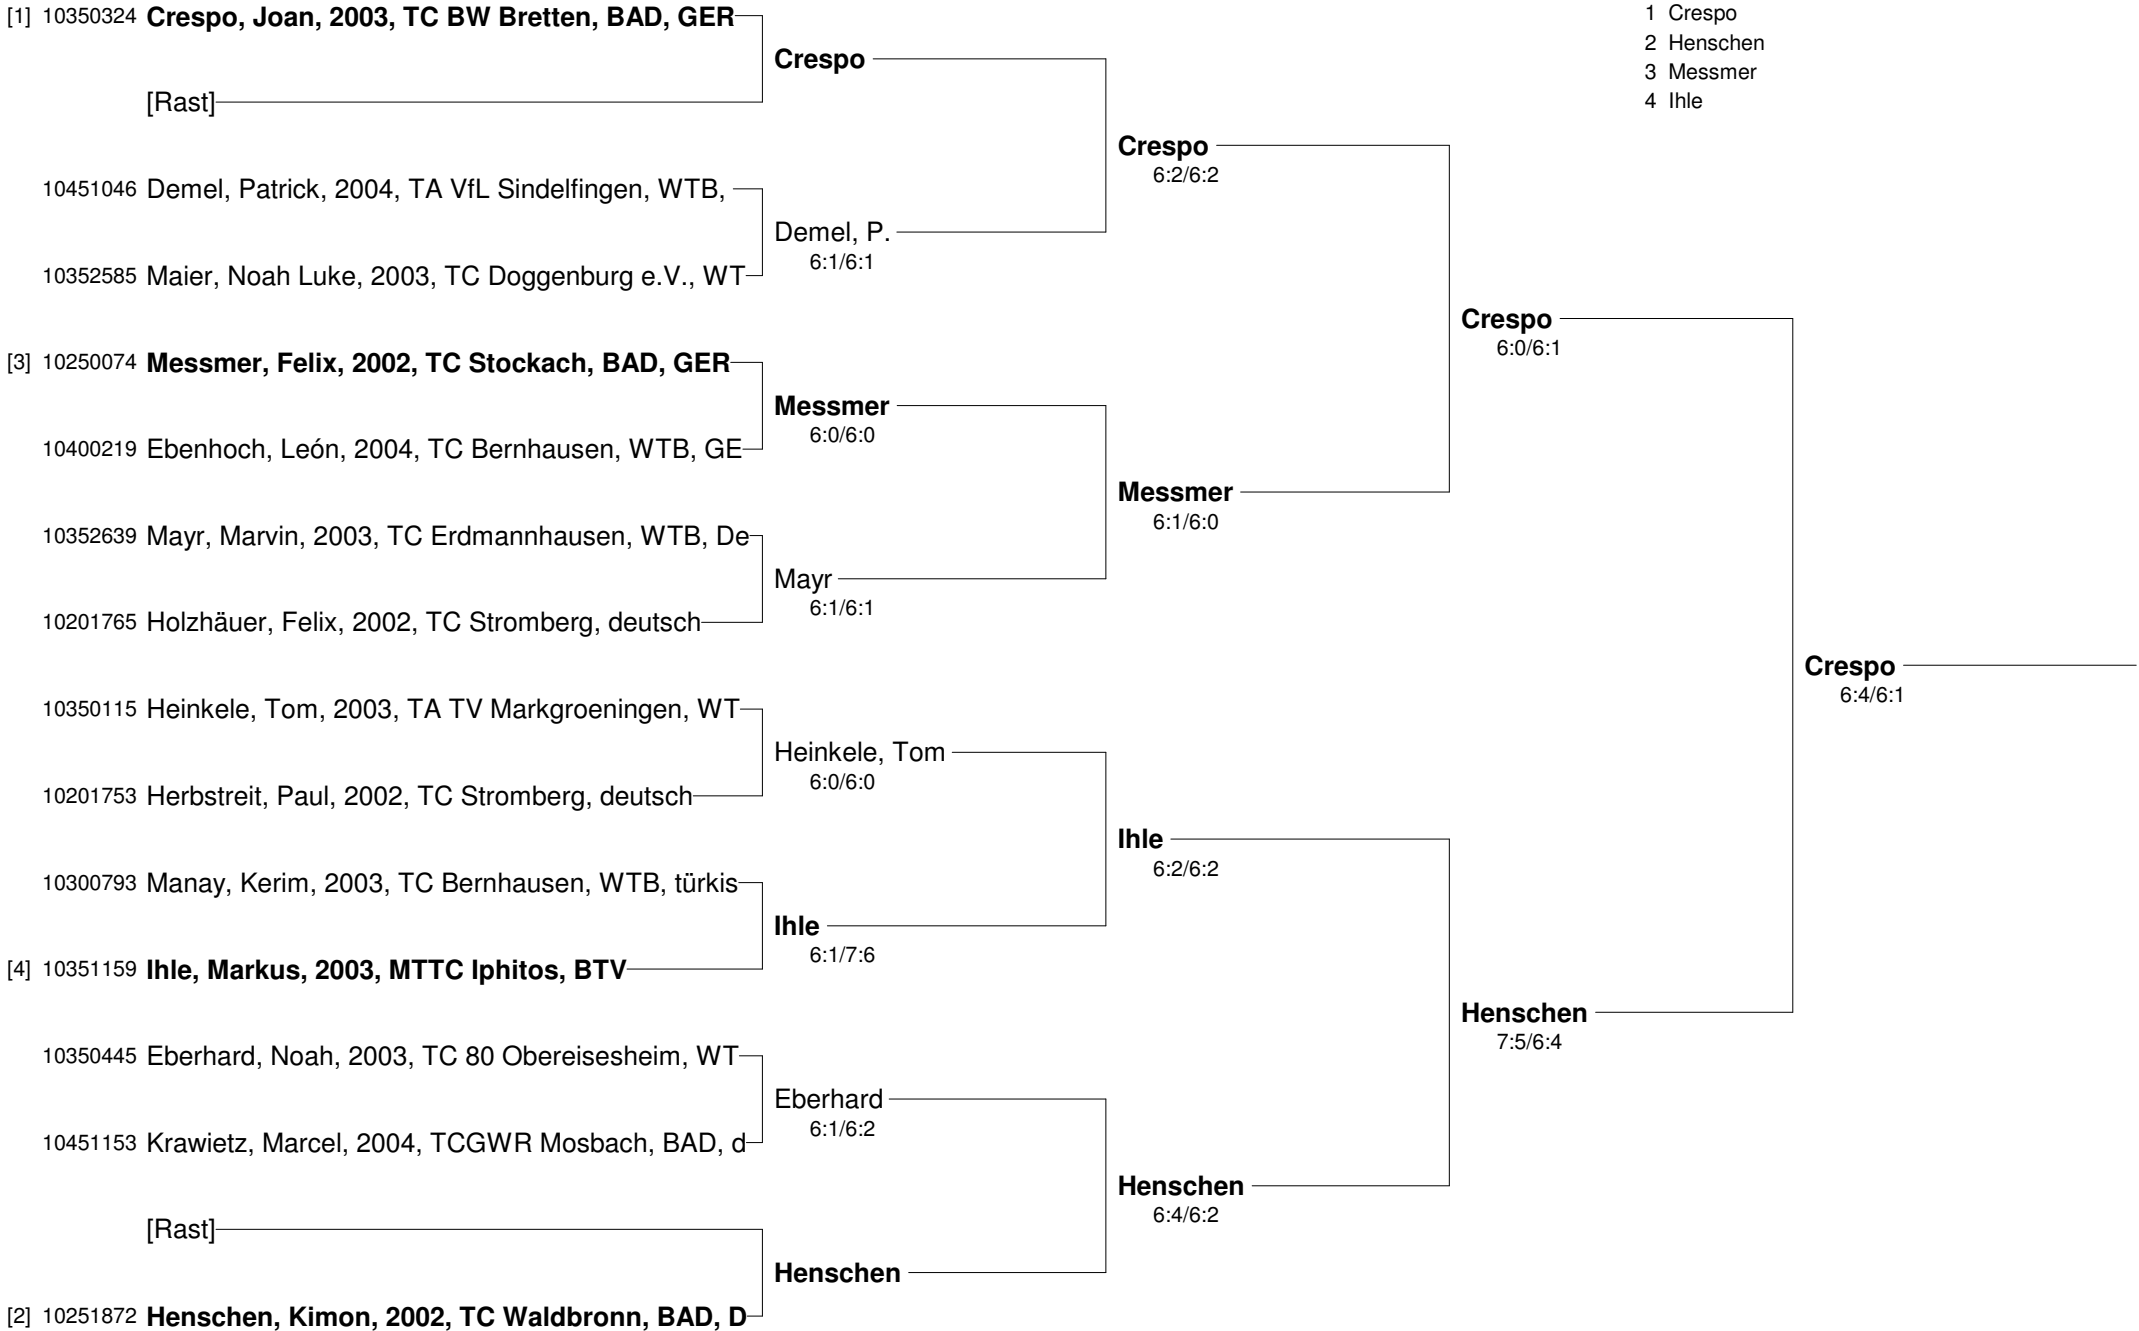 [1] 10350324 Crespo, Joan, 2003, TC BW Bretten, BAD, GER
[Rast]
10451046 Demel, Patrick, 2004, TA VfL Sindelfingen, WTB,
10352585 Maier, Noah Luke, 2003, TC Doggenburg e.V., WT
[3] 10250074 Messmer, Felix, 2002, TC Stockach, BAD, GER
10400219 Ebenhoch, León, 2004, TC Bernhausen, WTB, GE
10352639 Mayr, Marvin, 2003, TC Erdmannhausen, WTB, De
10201765 Holzhäuer, Felix, 2002, TC Stromberg, deutsch
10350115 Heinkele, Tom, 2003, TA TV Markgroeningen, WT
10201753 Herbstreit, Paul, 2002, TC Stromberg, deutsch
10300793 Manay, Kerim, 2003, TC Bernhausen, WTB, türkis
[4] 10351159 Ihle, Markus, 2003, MTTC Iphitos, BTV
10350445 Eberhard, Noah, 2003, TC 80 Obereisesheim, WT
10451153 Krawietz, Marcel, 2004, TCGWR Mosbach, BAD, d
[Rast]
[2] 10251872 Henschen, Kimon, 2002, TC Waldbronn, BAD, D
Crespo
Demel, P.
6:1/6:1
Messmer
6:0/6:0
Mayr
6:1/6:1
Heinkele, Tom
6:0/6:0
Ihle
6:1/7:6
Eberhard
6:1/6:2
Henschen
Crespo
6:2/6:2
Messmer
6:1/6:0
Ihle
6:2/6:2
Henschen
6:4/6:2
Crespo
6:0/6:1
Henschen
7:5/6:4
Crespo
6:4/6:1
1 Crespo
2 Henschen
3 Messmer
4 Ihle